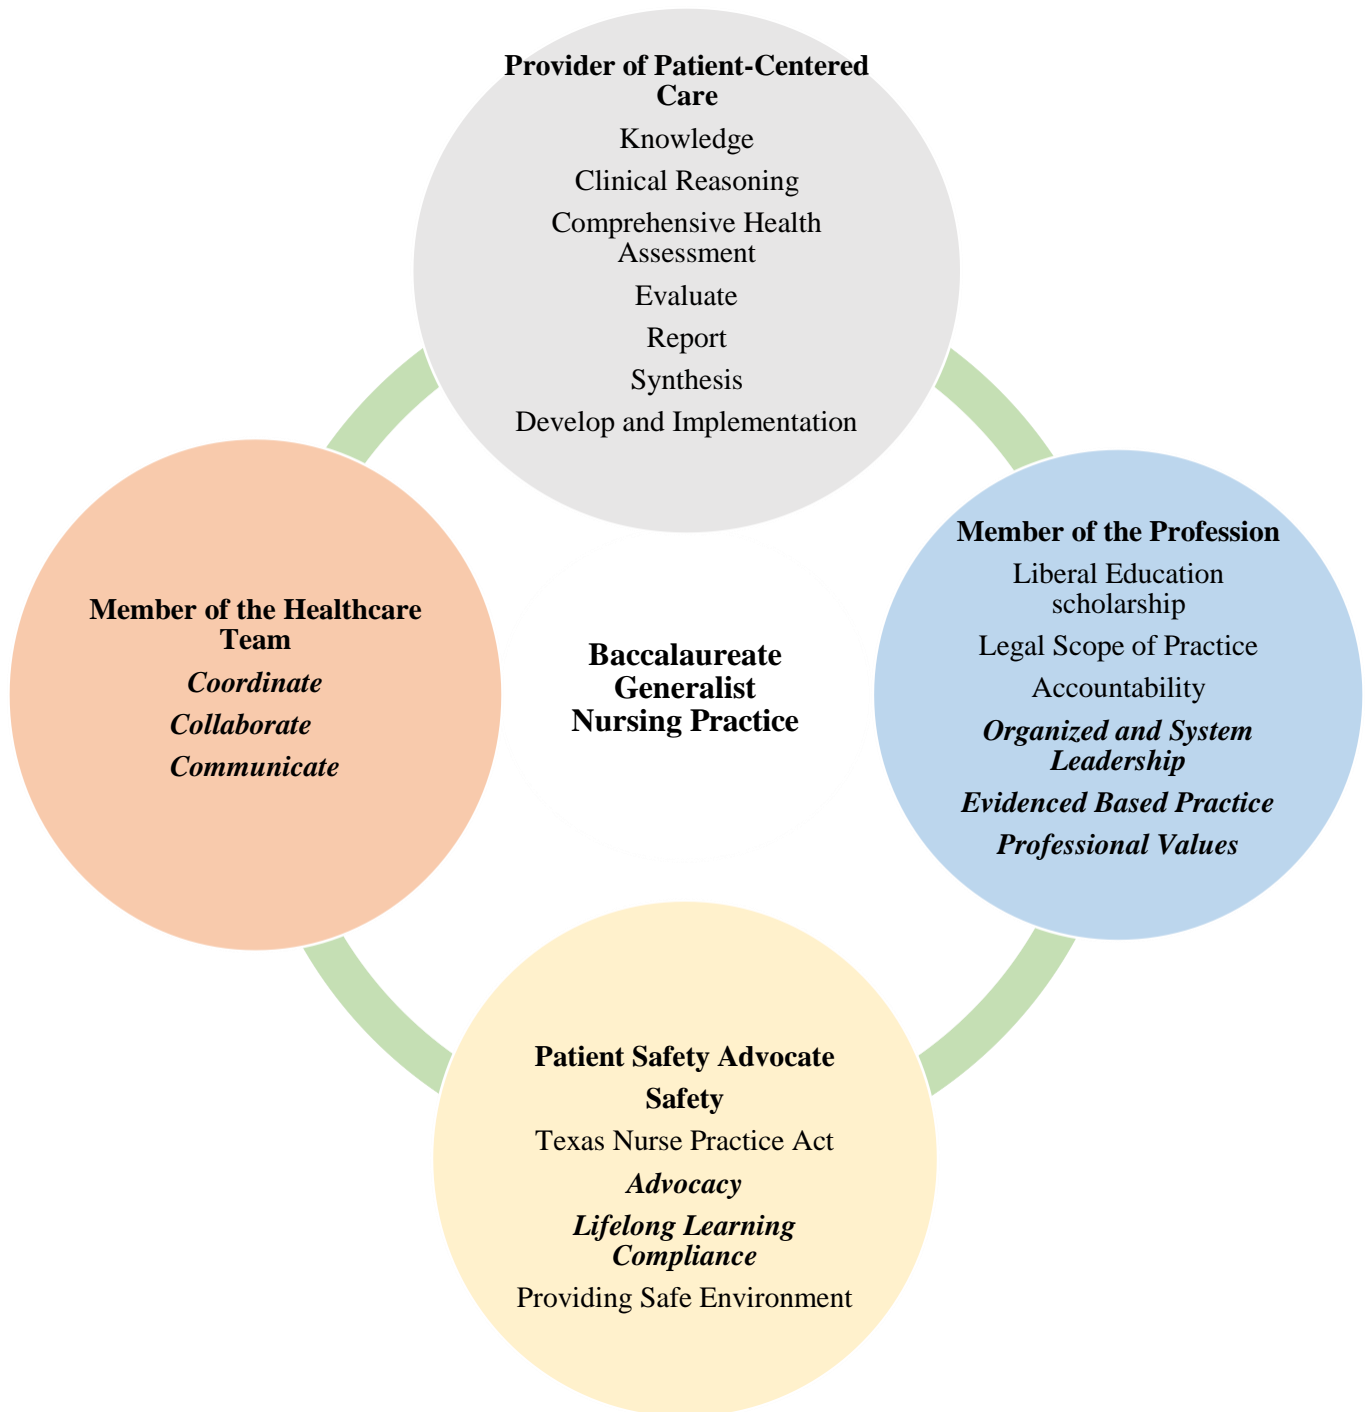 Provider of Patient-Centered
Care
Knowledge
Clinical Reasoning
Comprehensive Health
Assessment
Evaluate
Report
Synthesis
Develop and Implementation
Member of the Profession
Liberal Education
scholarship
Legal Scope of Practice
Accountability
Organized and System
Leadership
Evidenced Based Practice
Professional Values
Patient Safety Advocate
Safety
Texas Nurse Practice Act
Advocacy
Lifelong Learning
Compliance
Providing Safe Environment
Member of the Healthcare
Team
Coordinate
Collaborate
Communicate
Baccalaureate
Generalist
Nursing Practice